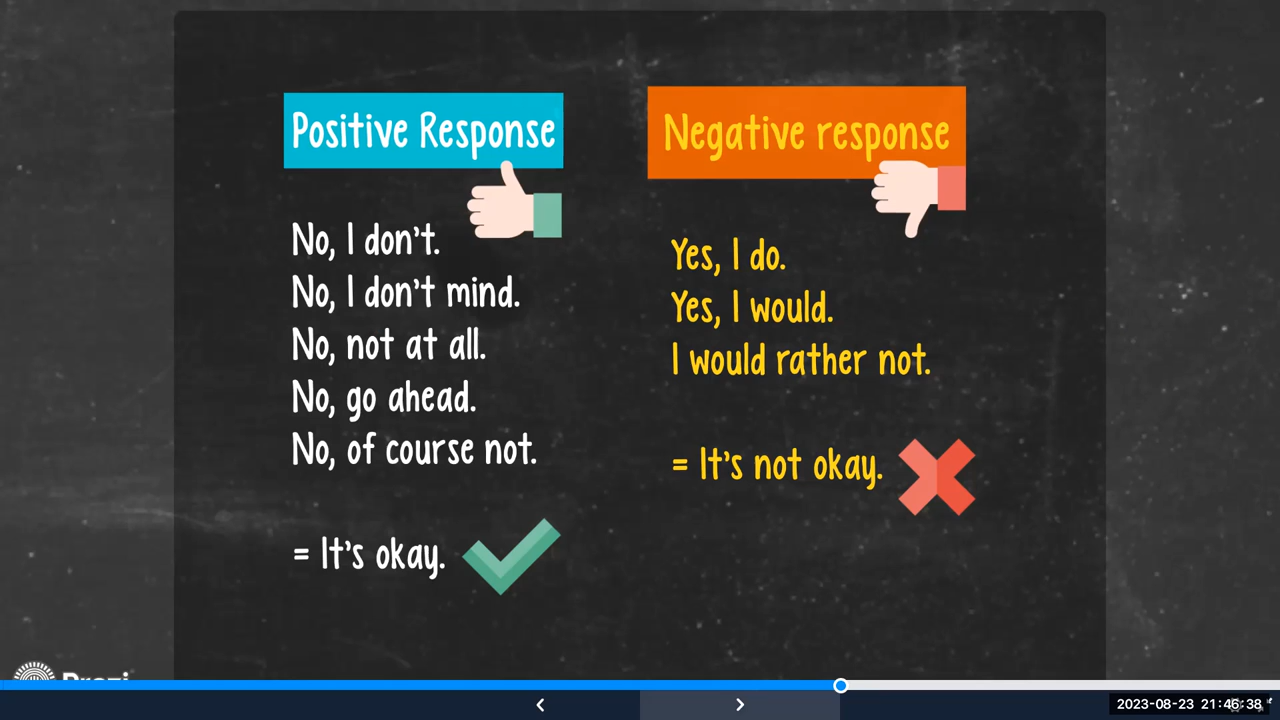 Positive Response
No, I don't.
No, I don't mind.
No, not at all.
No, go ahead.
No, of course not.
= It's okay.
Negative response
Yes, I do.
Yes, I would.
I would rather not.
= It's not okay.
Prezi
2023-08-23 21:46:38